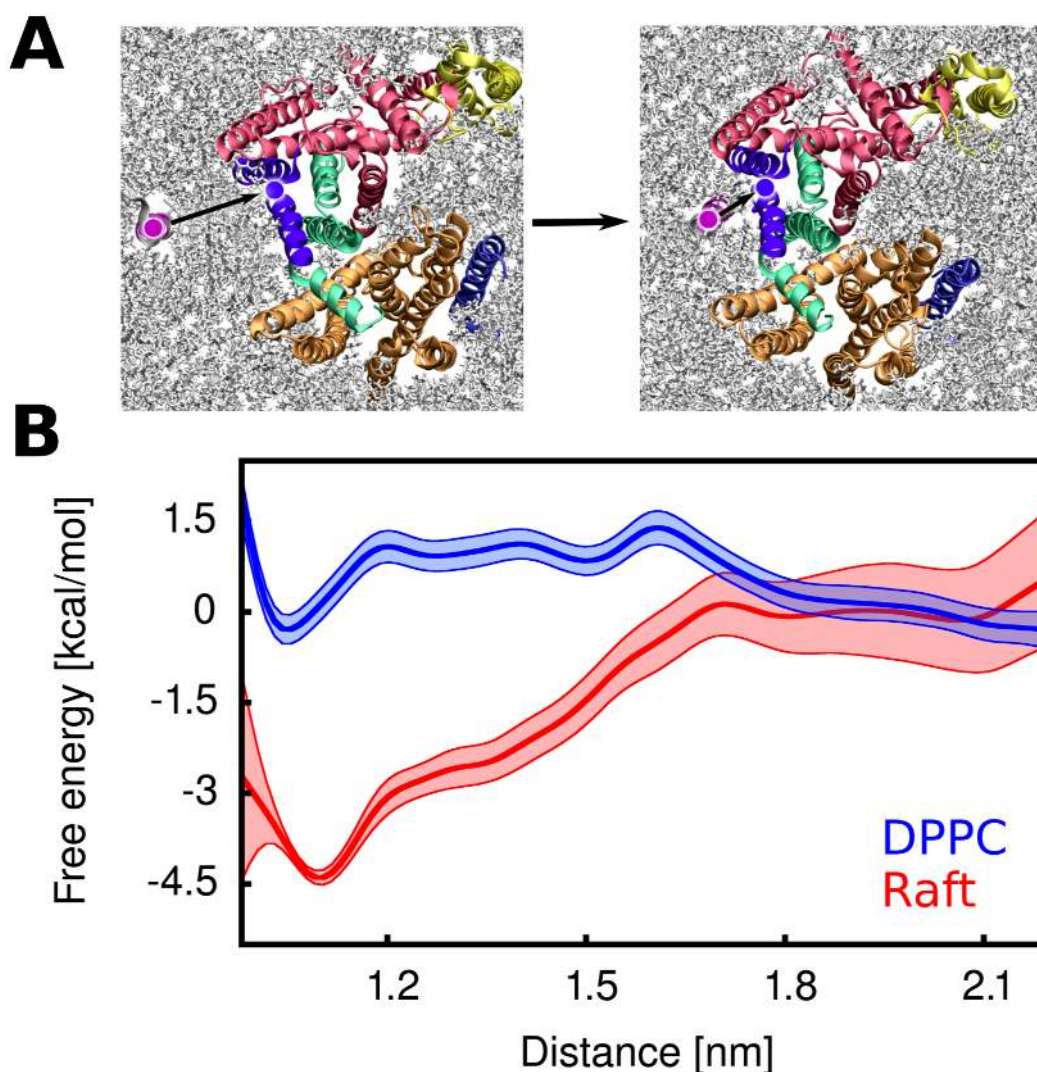 A
B
Free energy [kcal/mol]
1.5
0
-1.5
-3
-4.5
DPPC
Raft
1.2 1.5 1.8 2.1
Distance [nm]